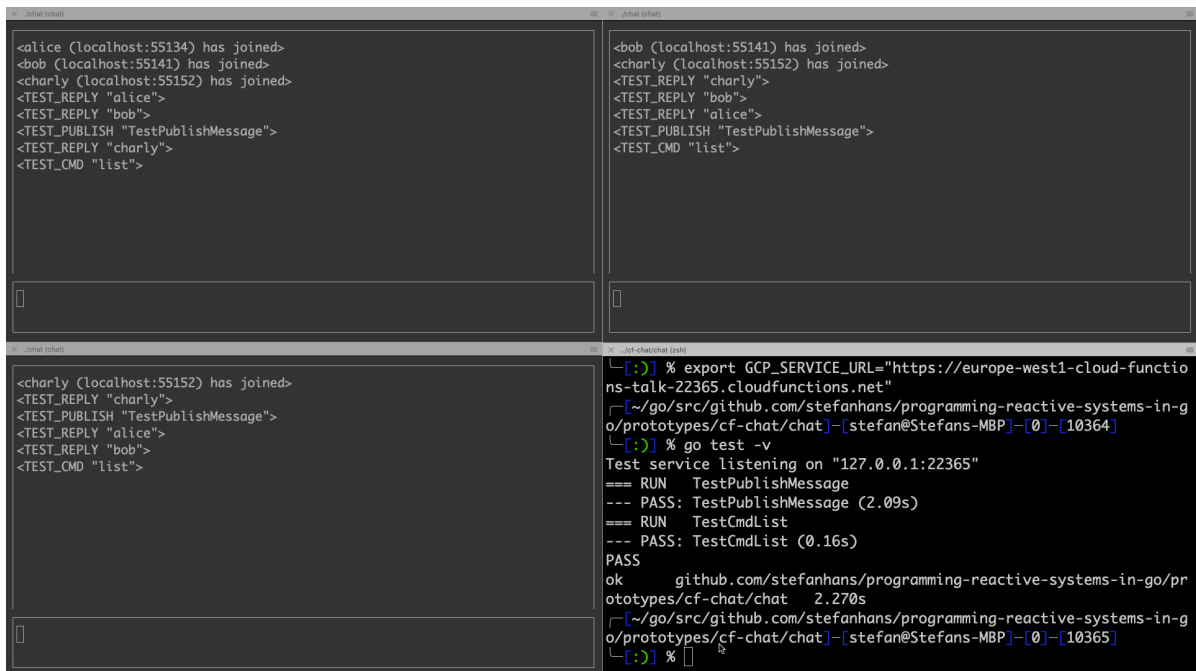 ./chat (chat)
<alice (localhost:55134) has joined>
<bob (localhost:55141) has joined>
<charly (localhost:55152) has joined>
<TEST_REPLY "alice">
<TEST_REPLY "bob">
<TEST_PUBLISH "TestPublishMessage">
<TEST_REPLY "charly">
<TEST_CMD "list">
./chat (chat)
<bob (localhost:55141) has joined>
<charly (localhost:55152) has joined>
<TEST_REPLY "charly">
<TEST_REPLY "bob">
<TEST_REPLY "alice">
<TEST_PUBLISH "TestPublishMessage">
<TEST_CMD "list">
./chat (chat)
<charly (localhost:55152) has joined>
<TEST_REPLY "charly">
<TEST_PUBLISH "TestPublishMessage">
<TEST_REPLY "alice">
<TEST_REPLY "bob">
<TEST_CMD "list">
../cf-chat/chat (zsh)
[:)] % export GCP_SERVICE_URL="https://europe-west1-cloud-functio
ns-talk-22365.cloudfunctions.net"
[~/go/src/github.com/stefanhans/programming-reactive-systems-in-g
o/prototypes/cf-chat/chat]-[stefan@Stefans-MBP]-[0]-[10364]
[:)] % go test -v
Test service listening on "127.0.0.1:22365"
=== RUN   TestPublishMessage
--- PASS: TestPublishMessage (2.09s)
=== RUN   TestCmdList
--- PASS: TestCmdList (0.16s)
PASS
ok      github.com/stefanhans/programming-reactive-systems-in-go/pr
ototypes/cf-chat/chat   2.270s
[~/go/src/github.com/stefanhans/programming-reactive-systems-in-g
o/prototypes/cf-chat/chat]-[stefan@Stefans-MBP]-[0]-[10365]
[:)] %